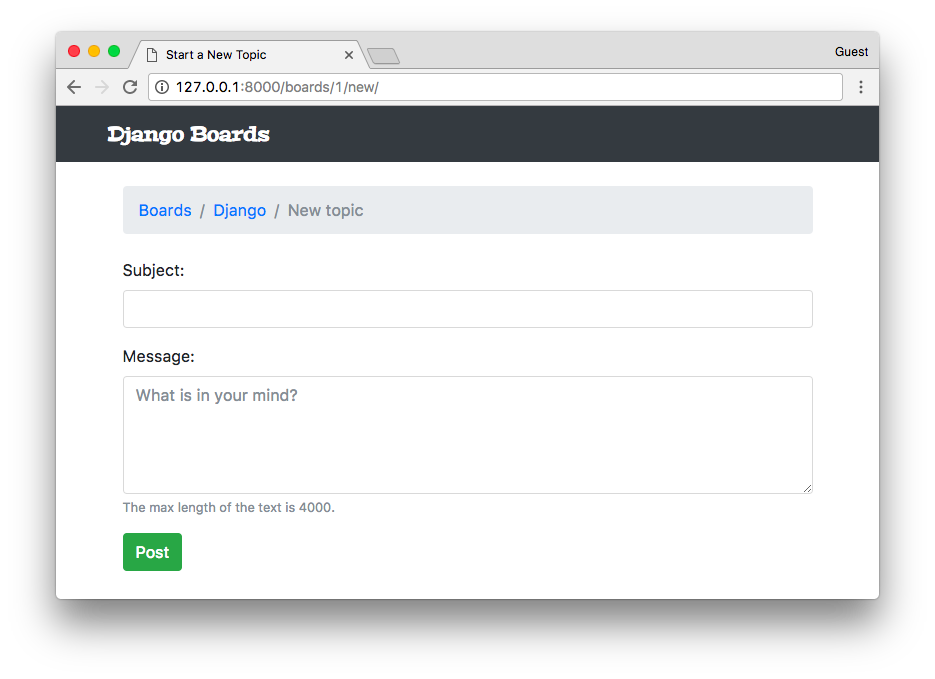 Start a New Topic
Guest
127.0.0.1:8000/boards/1/new/
Django Boards
Boards / Django / New topic
Subject:
Message:
What is in your mind?
The max length of the text is 4000.
Post